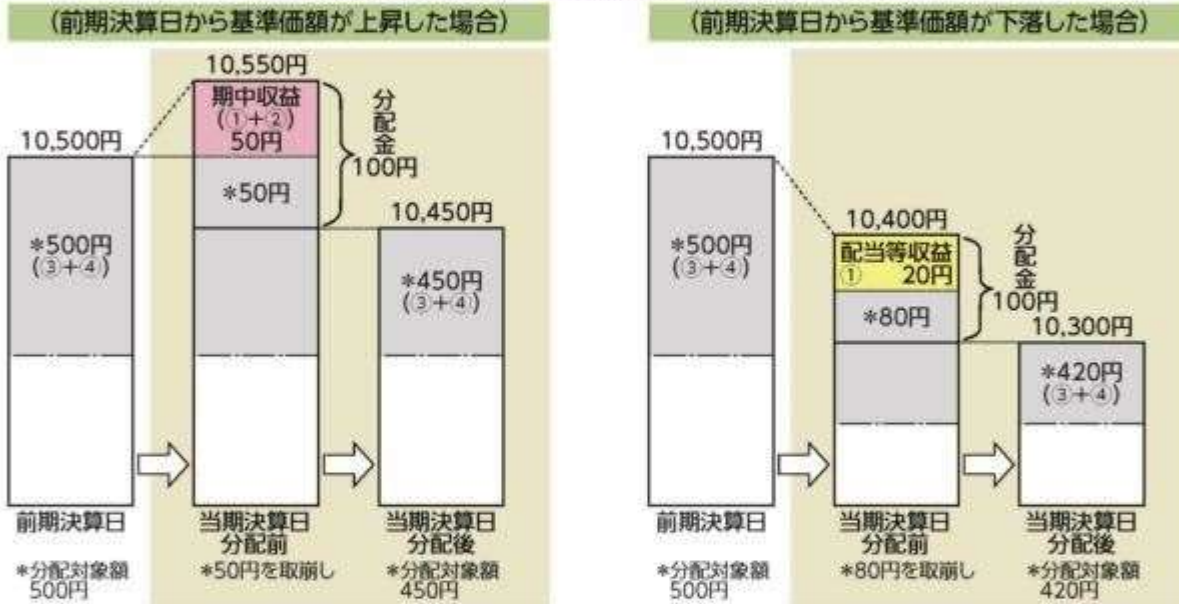 (前期決算日から基準価額が上昇した場合)
10,550円
期中収益
(①+②)
50円
分配金
100円
10,500円
*50円
10,450円
*500円
(③+④)
*450円
(③+④)
前期決算日
当期決算日
分配前
当期決算日
分配後
*分配対象額
500円
*50円を取崩し
*分配対象額
450円
(前期決算日から基準価額が下落した場合)
10,500円
10,400円
*500円
(③+④)
配当等収益
① 20円
分配金
100円
*80円
10,300円
*420円
(③+④)
前期決算日
当期決算日
分配前
当期決算日
分配後
*分配対象額
500円
*80円を取崩し
*分配対象額
420円